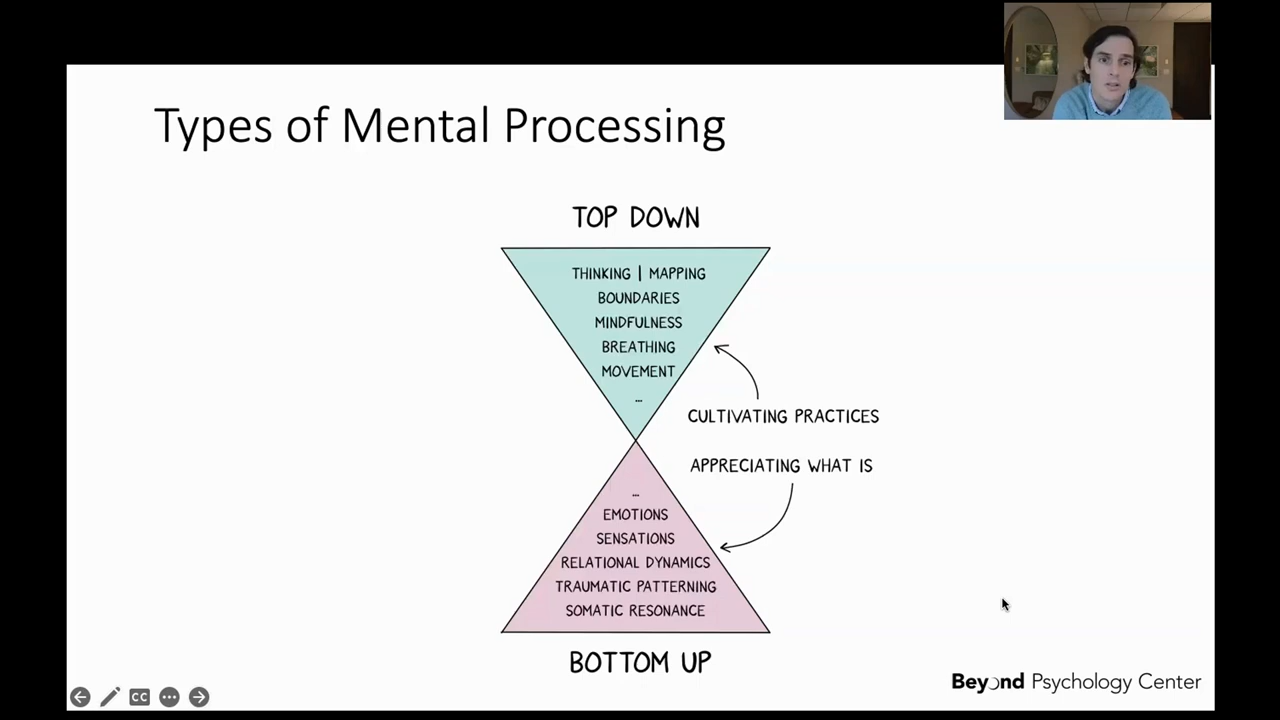 Types of Mental Processing
TOP DOWN
THINKING | MAPPING
BOUNDARIES
MINDFULNESS
BREATHING
MOVEMENT
...
CULTIVATING PRACTICES
APPRECIATING WHAT IS
...
EMOTIONS
SENSATIONS
RELATIONAL DYNAMICS
TRAUMATIC PATTERNING
SOMATIC RESONANCE
BOTTOM UP
CC
Beyond Psychology Center